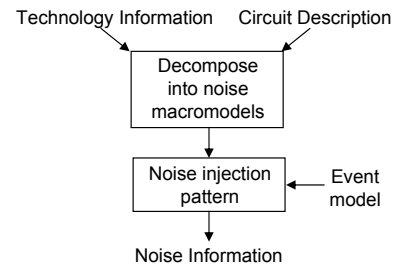 Technology Information
Circuit Description
Decompose
into noise
macromodels
Noise injection
pattern
Event
model
Noise Information